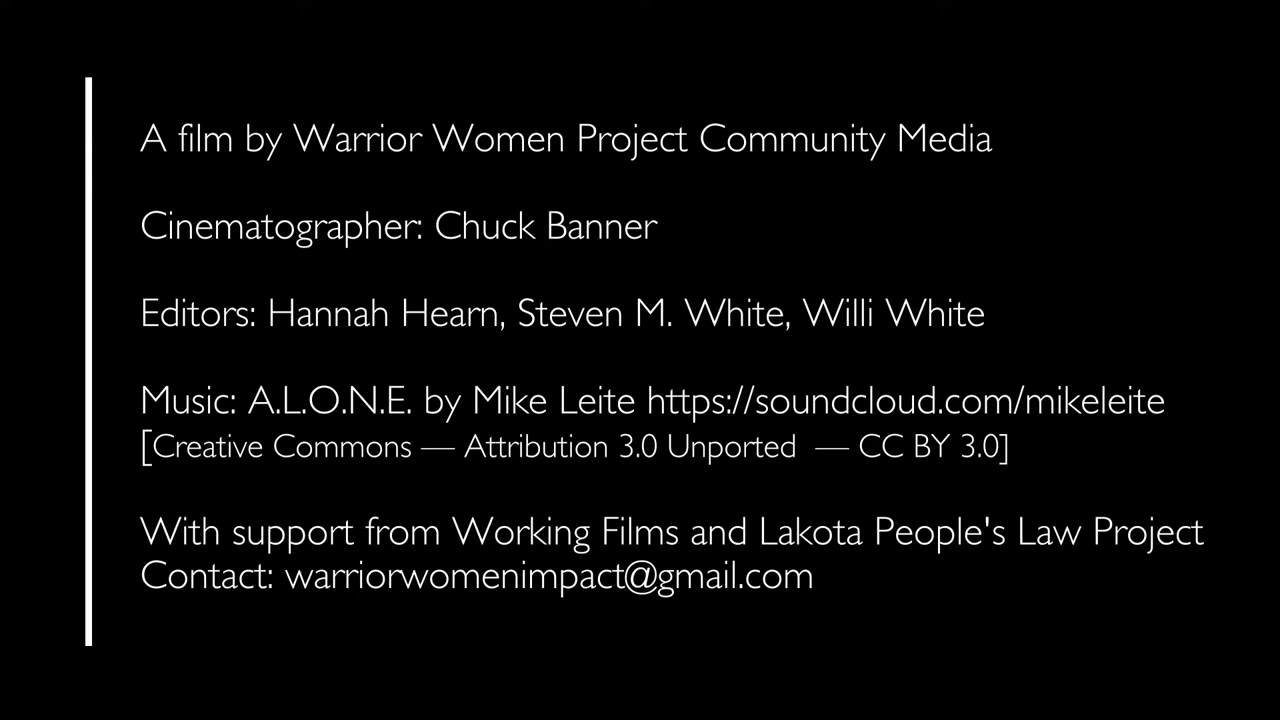 A film by Warrior Women Project Community Media
Cinematographer: Chuck Banner
Editors: Hannah Hearn, Steven M. White, Willi White
Music: A.L.O.N.E. by Mike Leite https://soundcloud.com/mikeleite
[Creative Commons — Attribution 3.0 Unported  — CC BY 3.0]
With support from Working Films and Lakota People's Law Project
Contact: warriorwomenimpact@gmail.com